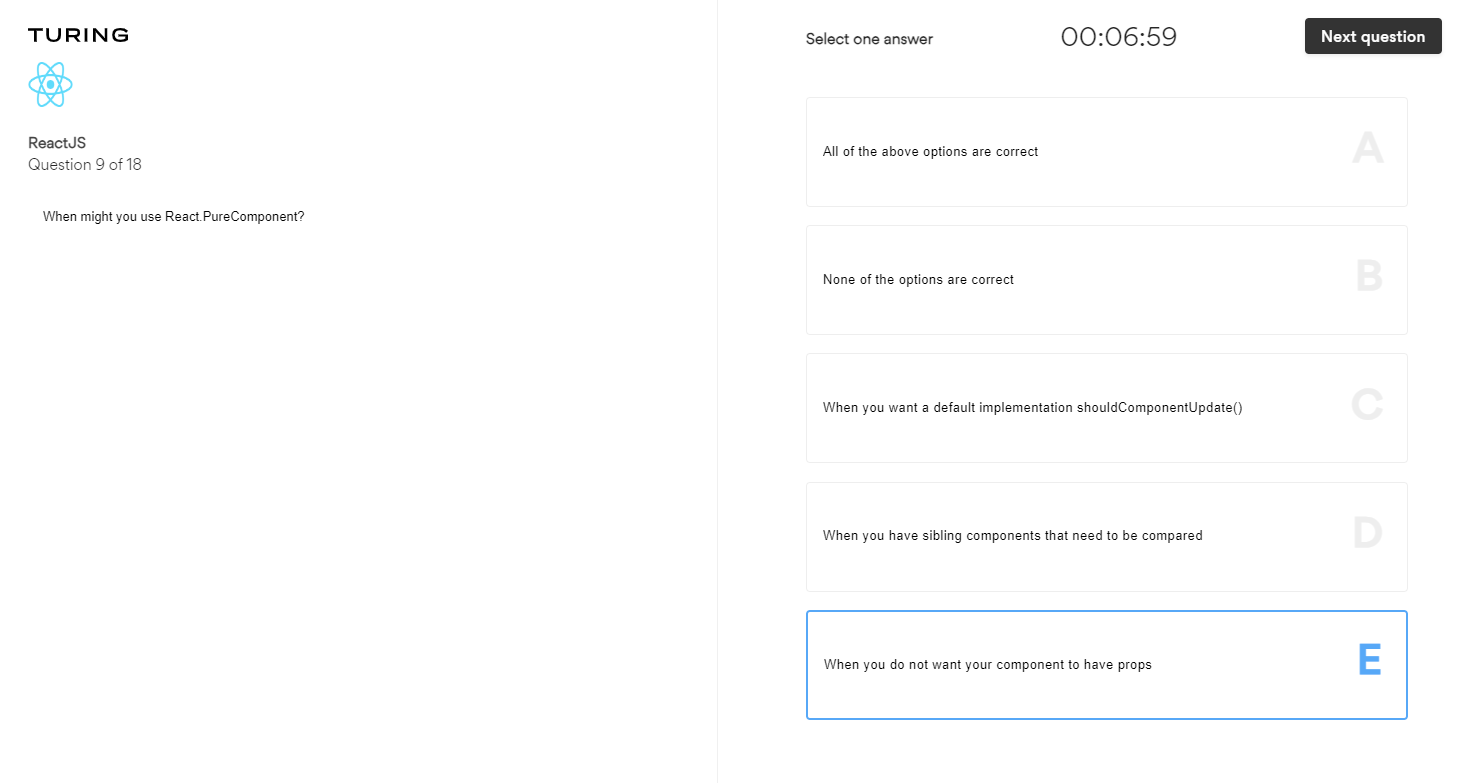 TURING
ReactJS
Question 9 of 18
When might you use React.PureComponent?
Select one answer
00:06:59
Next question
All of the above options are correct
A
None of the options are correct
B
When you want a default implementation shouldComponentUpdate()
C
When you have sibling components that need to be compared
D
When you do not want your component to have props
E